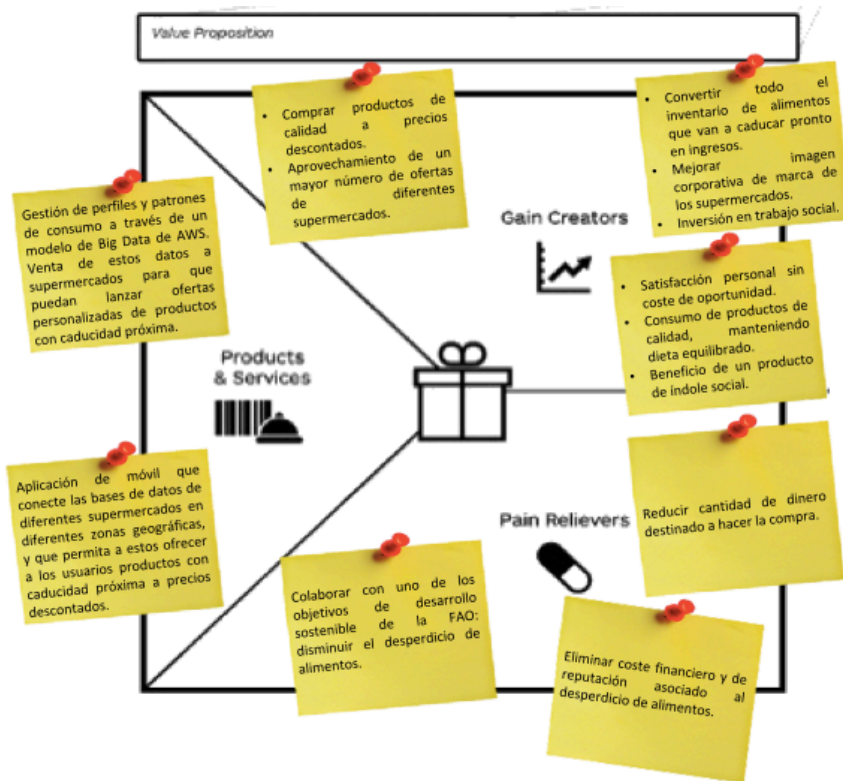 Value Proposition
• Comprar productos de
calidad a precios
descontados.
• Aprovechamiento de un
mayor número de ofertas
de diferentes
supermercados.
• Convertir todo el
inventario de alimentos
que van a caducar pronto
en ingresos.
• Mejorar imagen
corporativa de marca de
los supermercados.
• Inversión en trabajo social.
Gestión de perfiles y patrones
de consumo a través de un
modelo de Big Data de AWS.
Venta de estos datos a
supermercados para que
puedan lanzar ofertas
personalizadas de productos
con caducidad próxima.
Gain Creators
• Satisfacción personal sin
coste de oportunidad.
• Consumo de productos de
calidad, manteniendo
dieta equilibrado.
• Beneficio de un producto
de índole social.
Products
& Services
Aplicación de móvil que
conecte las bases de datos de
diferentes supermercados en
diferentes zonas geográficas,
y que permita a estos ofrecer
a los usuarios productos con
caducidad próxima a precios
descontados.
Pain Relievers
Reducir cantidad de dinero
destinado a hacer la compra.
Colaborar con uno de los
objetivos de desarrollo
sostenible de la FAO:
disminuir el desperdicio de
alimentos.
Eliminar coste financiero y de
reputación asociado al
desperdicio de alimentos.